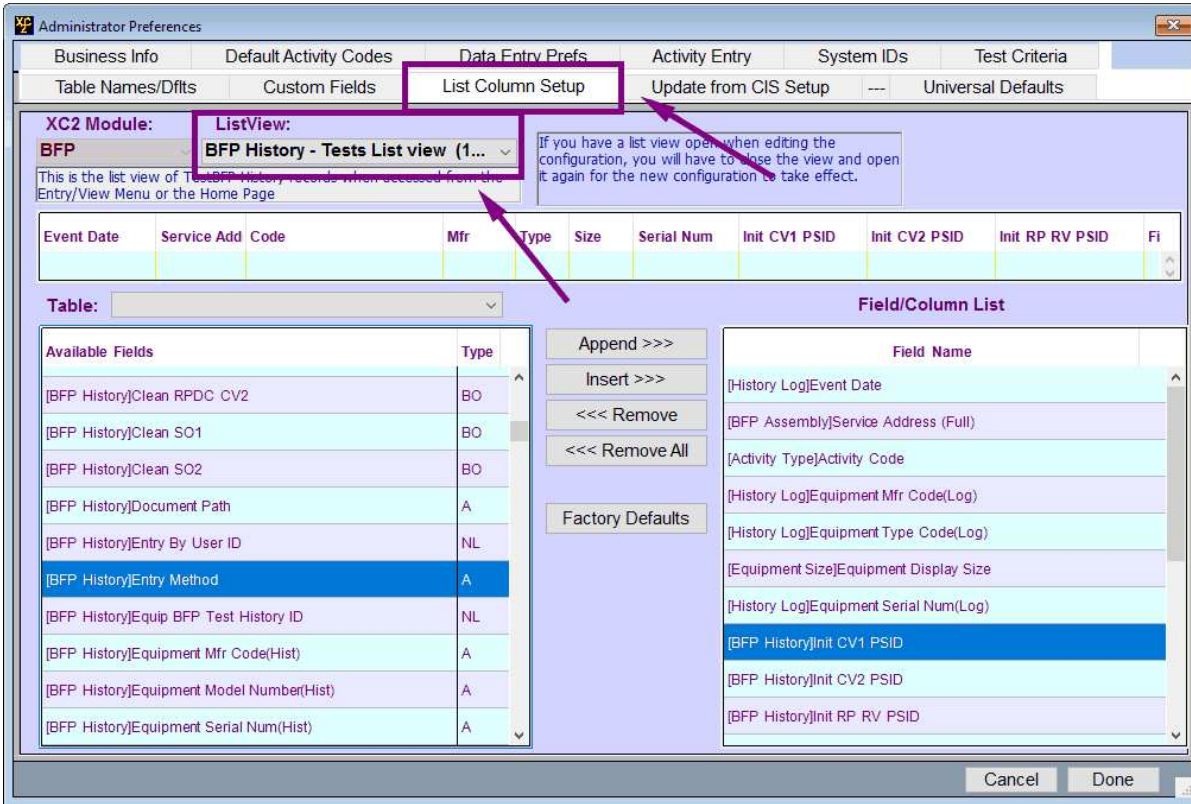 XC2 Administrator Preferences
Business Info Default Activity Codes Data Entry Prefs Activity Entry System IDs Test Criteria
Table Names/Dflts Custom Fields List Column Setup Update from CIS Setup --- Universal Defaults
XC2 Module: ListView:
BFP BFP History - Tests List view (1...
If you have a list view open when editing the
configuration, you will have to close the view and open
it again for the new configuration to take effect.
This is the list view of TestBFP History records when accessed from the
Entry/View Menu or the Home Page
Event Date Service Add Code Mfr Type Size Serial Num Init CV1 PSID Init CV2 PSID Init RP RV PSID Fi
Table: Field/Column List
Available Fields Type
[BFP History]Clean RPDC CV2 BO
[BFP History]Clean SO1 BO
[BFP History]Clean SO2 BO
[BFP History]Document Path A
[BFP History]Entry By User ID NL
[BFP History]Entry Method A
[BFP History]Equip BFP Test History ID NL
[BFP History]Equipment Mfr Code(Hist) A
[BFP History]Equipment Model Number(Hist) A
[BFP History]Equipment Serial Num(Hist) A
Append >>>
Insert >>>
<<< Remove
<<< Remove All
Factory Defaults
Field Name
[History Log]Event Date
[BFP Assembly]Service Address (Full)
[Activity Type]Activity Code
[History Log]Equipment Mfr Code(Log)
[History Log]Equipment Type Code(Log)
[Equipment Size]Equipment Display Size
[History Log]Equipment Serial Num(Log)
[BFP History]Init CV1 PSID
[BFP History]Init CV2 PSID
[BFP History]Init RP RV PSID
Cancel Done